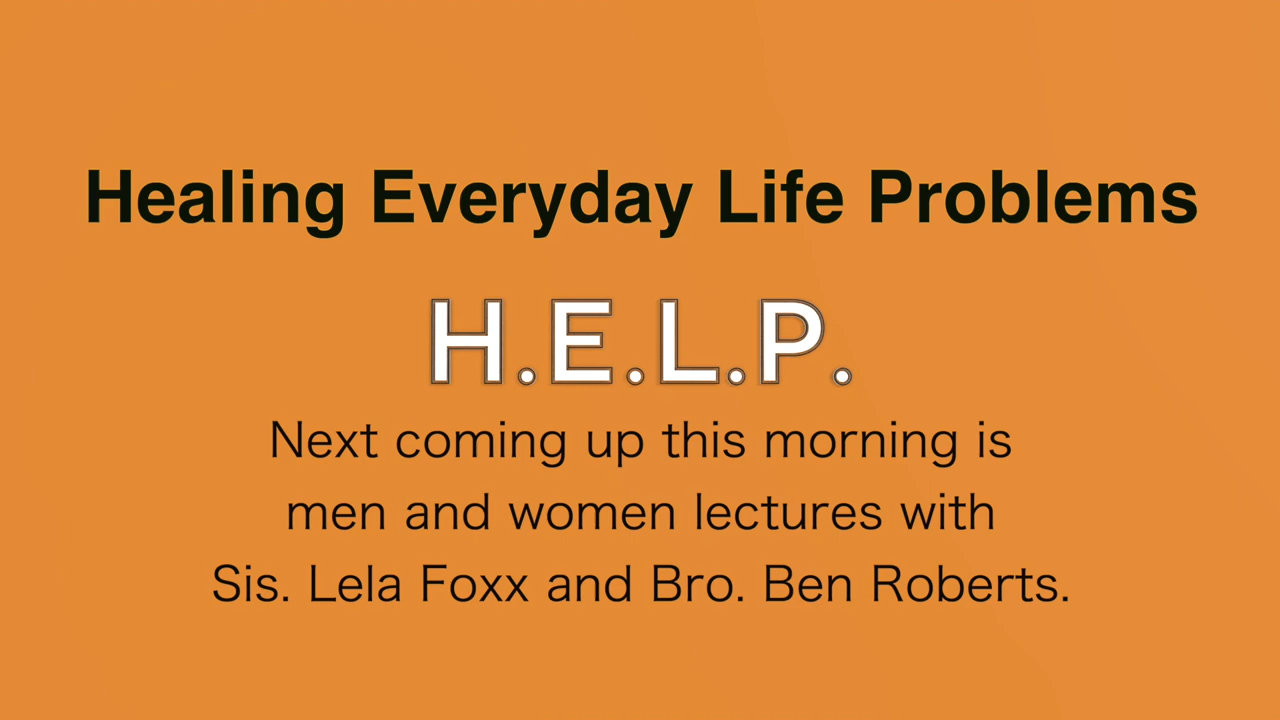 Healing Everyday Life Problems
H.E.L.P.
Next coming up this morning is
men and women lectures with
Sis. Lela Foxx and Bro. Ben Roberts.